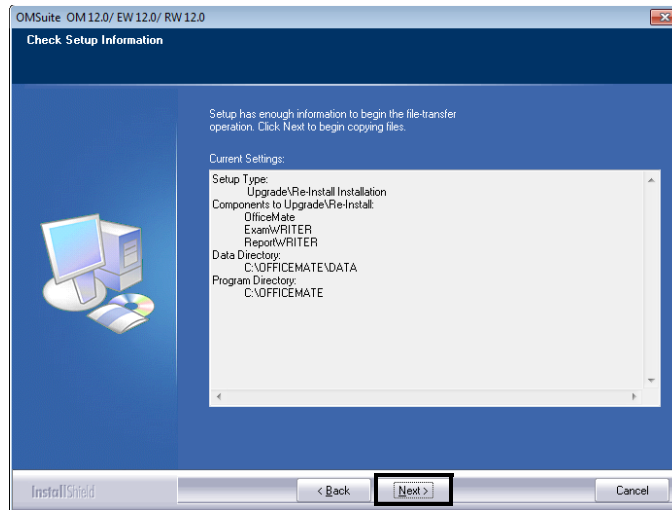 OMSuite OM 12.0/ EW 12.0/ RW 12.0
Check Setup Information
Setup has enough information to begin the file-transfer
operation. Click Next to begin copying files.
Current Settings:
Setup Type:
Upgrade\Re-Install Installation
Components to Upgrade\Re-Install:
OfficeMate
ExamWRITER
ReportWRITER
Data Directory:
C:\OFFICEMATE\DATA
Program Directory:
C:\OFFICEMATE
InstallShield
< Back
Next >
Cancel